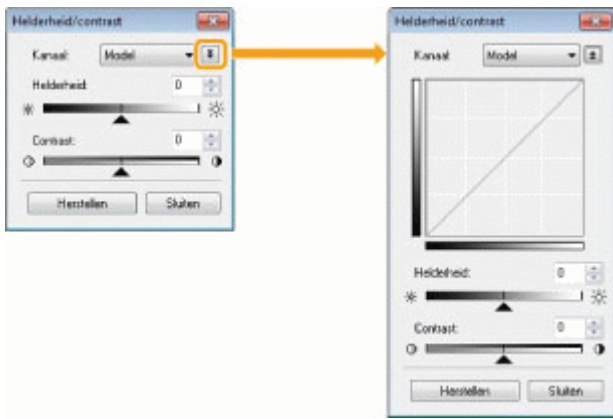 Helderheid/contrast
Kanaal: Model
Helderheid: 0
Contrast: 0
Herstellen Sluiten
Helderheid/contrast
Kanaal: Model
Helderheid: 0
Contrast: 0
Herstellen Sluiten